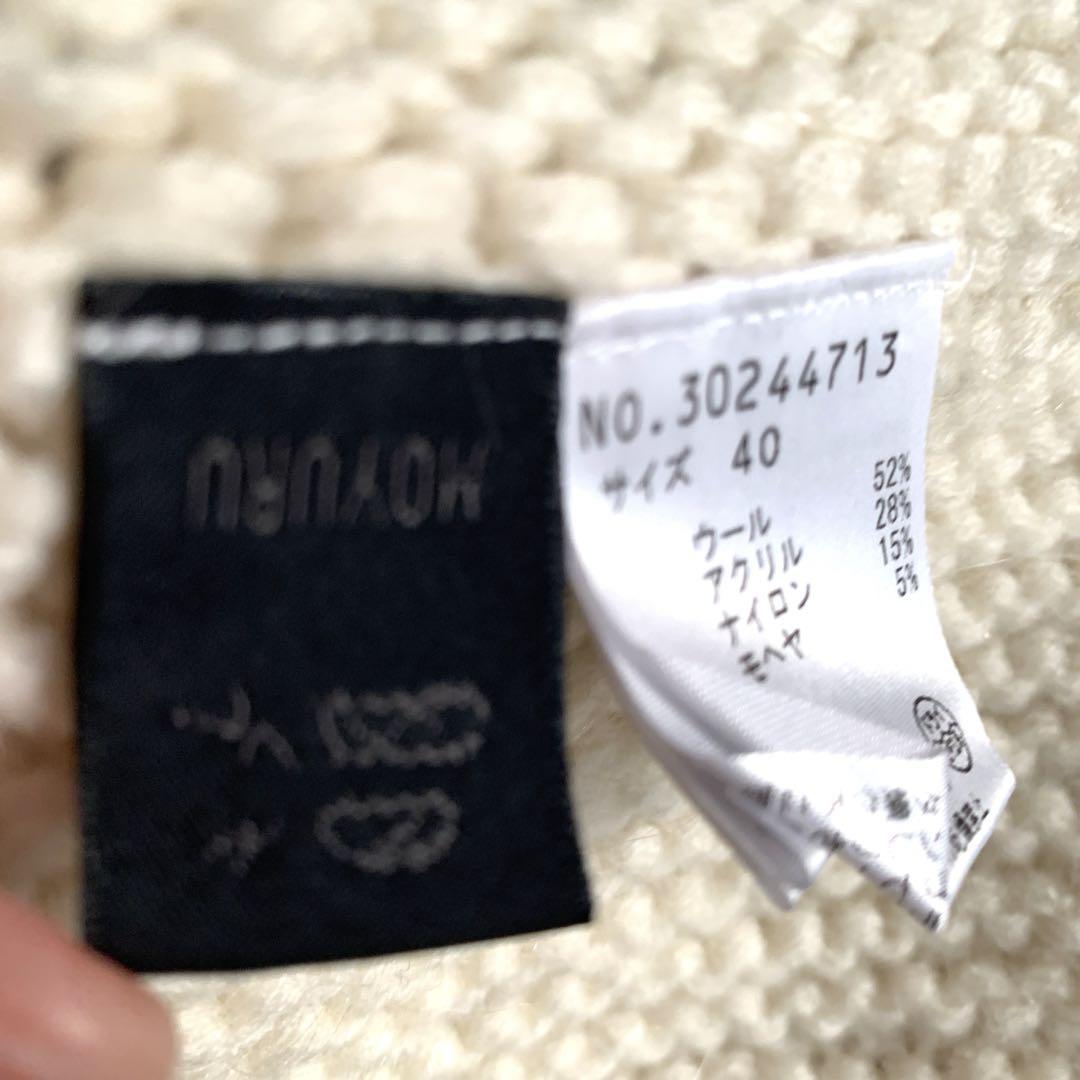 MOYURU
NO.30244713
サイズ 40
ウール 52%
アクリル 28%
ナイロン 15%
モヘヤ 5%